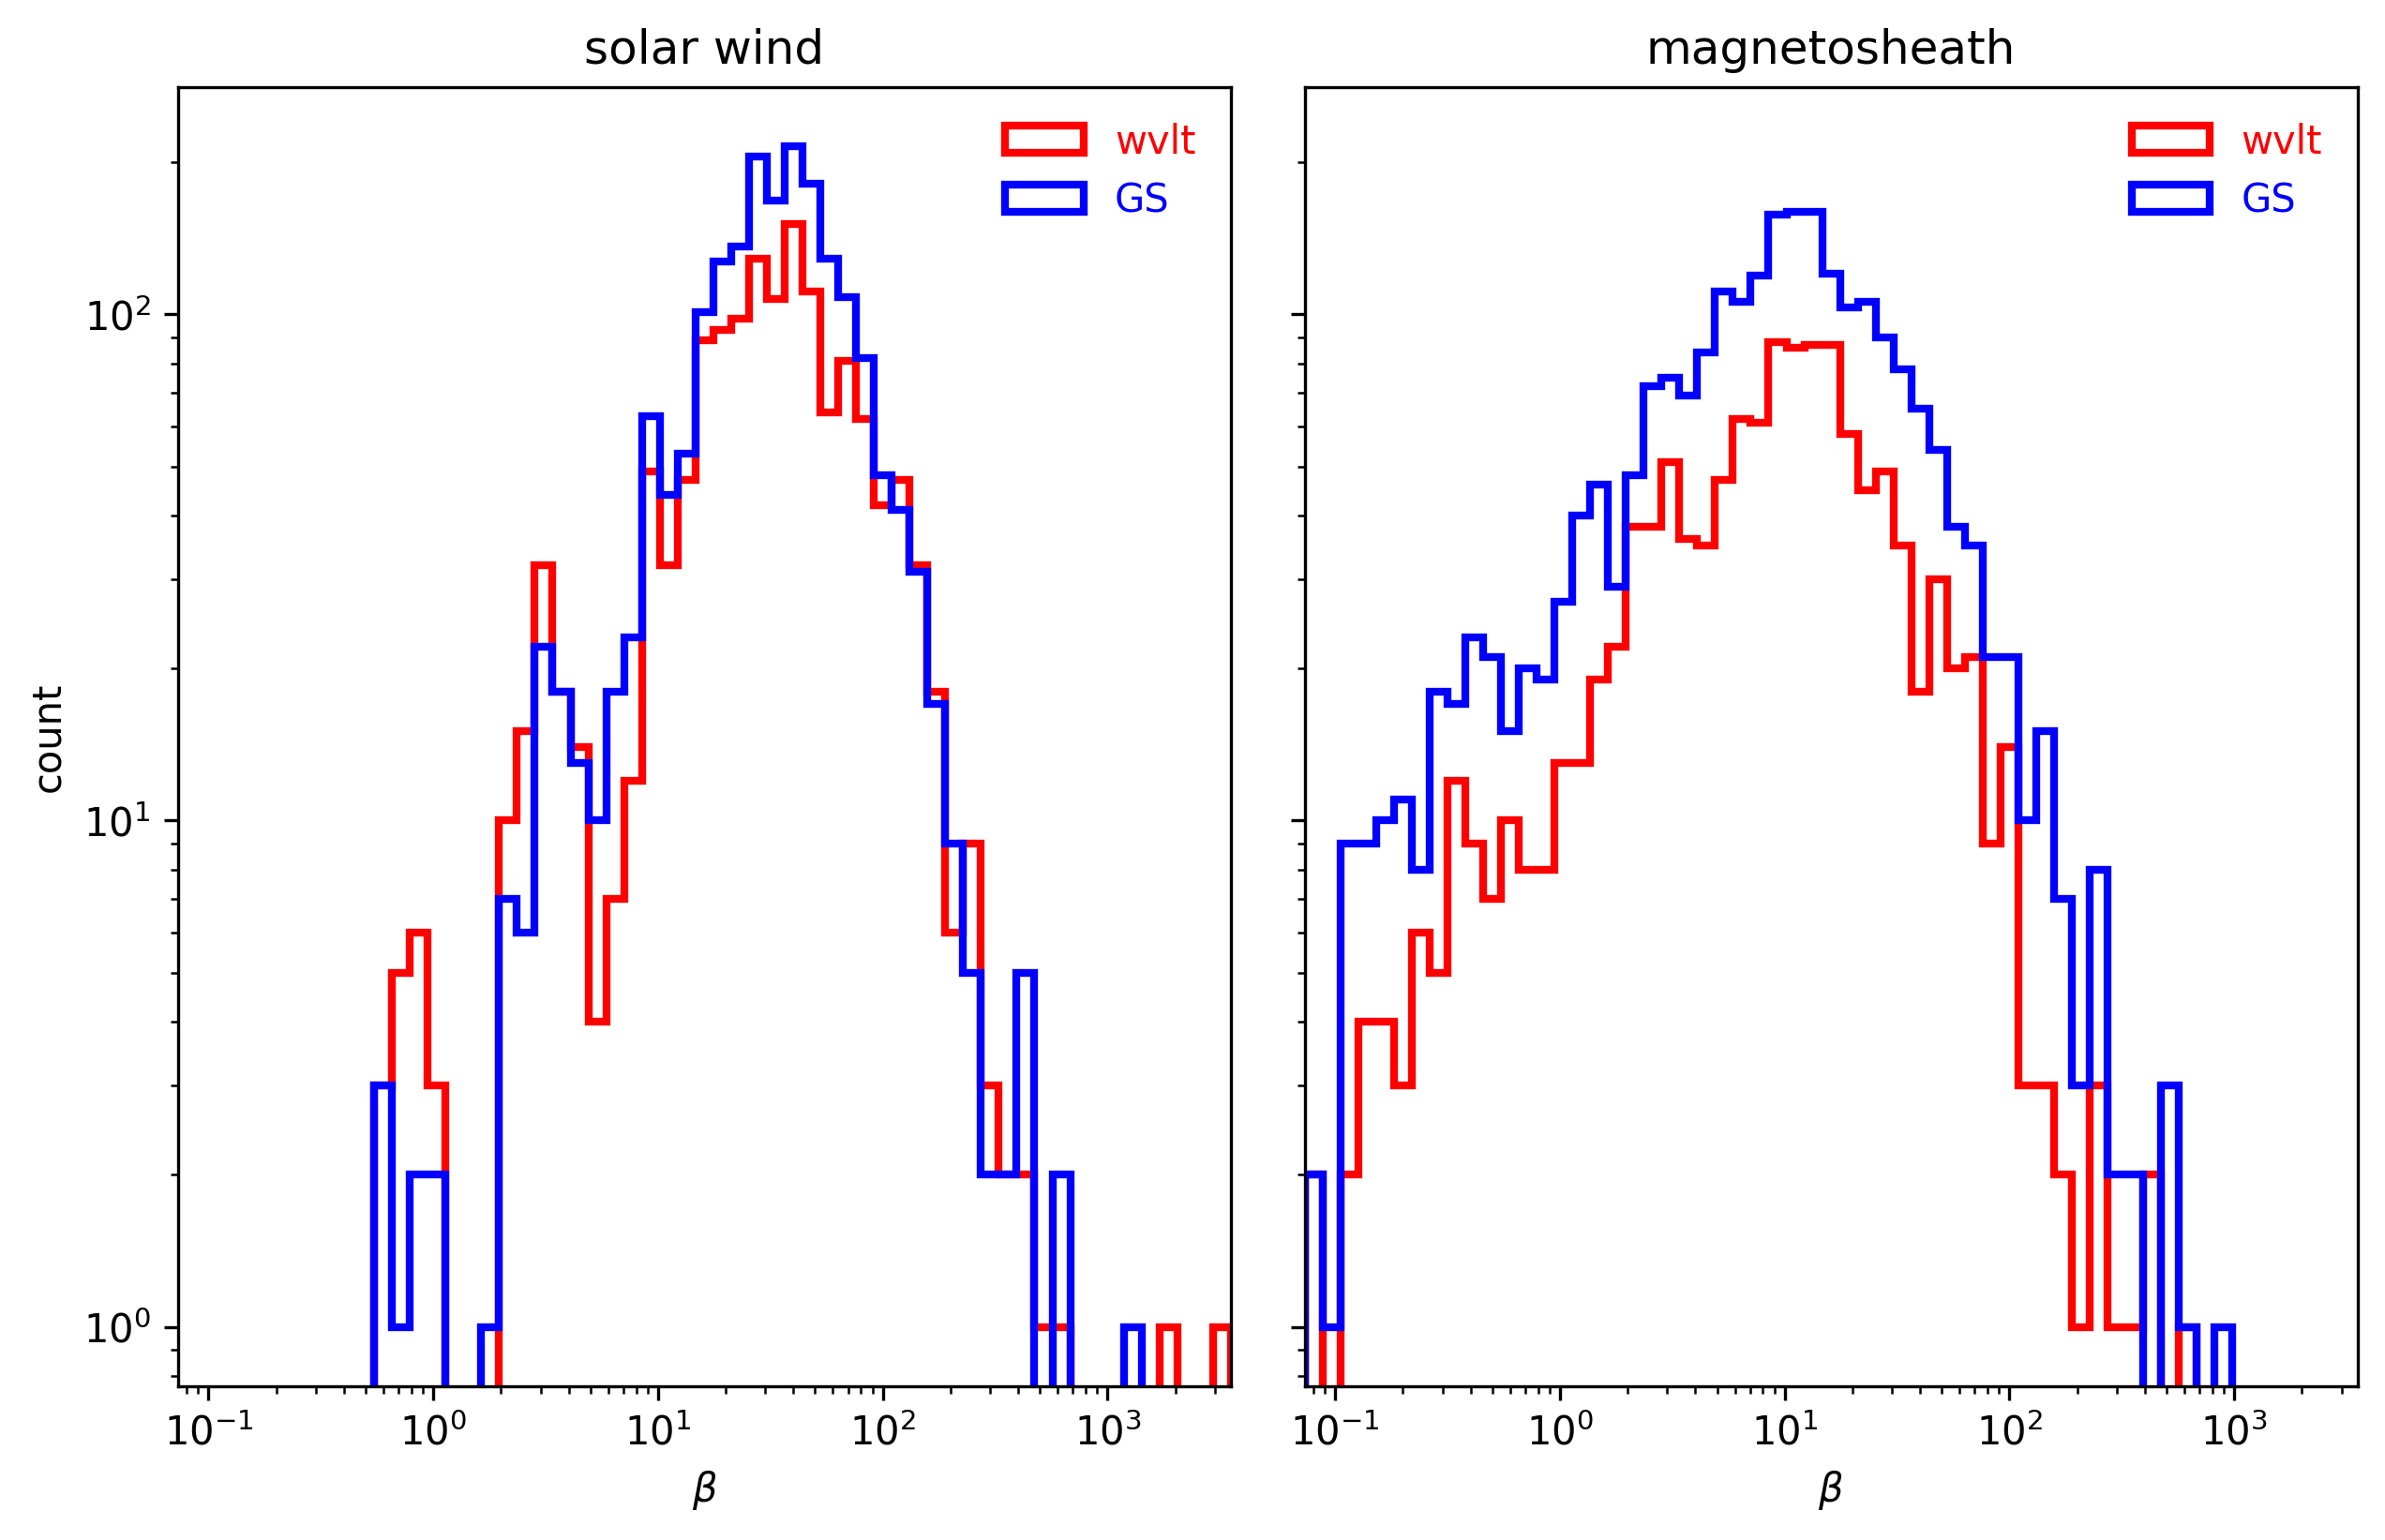 solar wind
magnetosheath
wvlt
GS
wvlt
GS
count
10²
10¹
10⁰
10⁻¹ 10⁰ 10¹ 10² 10³
10⁻¹ 10⁰ 10¹ 10² 10³
β
β